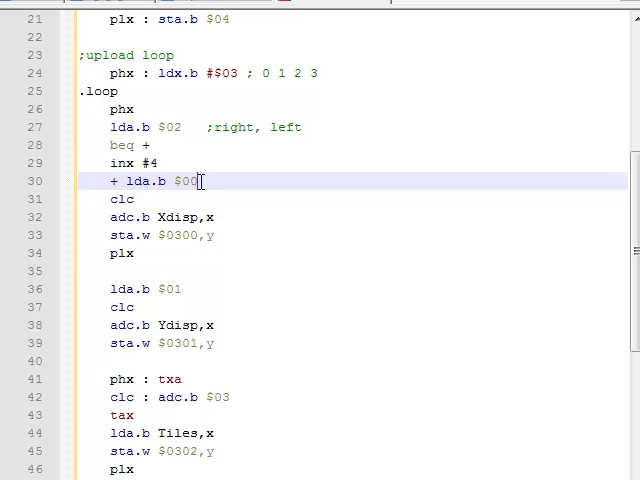 21 plx : sta.b $04
22
23 ;upload loop
24 phx : ldx.b #$03 ; 0 1 2 3
25 .loop
26 phx
27 lda.b $02 ;right, left
28 beq +
29 inx #4
30 + lda.b $00
31 clc
32 adc.b Xdisp,x
33 sta.w $0300,y
34 plx
35
36 lda.b $01
37 clc
38 adc.b Ydisp,x
39 sta.w $0301,y
40
41 phx : txa
42 clc : adc.b $03
43 tax
44 lda.b Tiles,x
45 sta.w $0302,y
46 plx